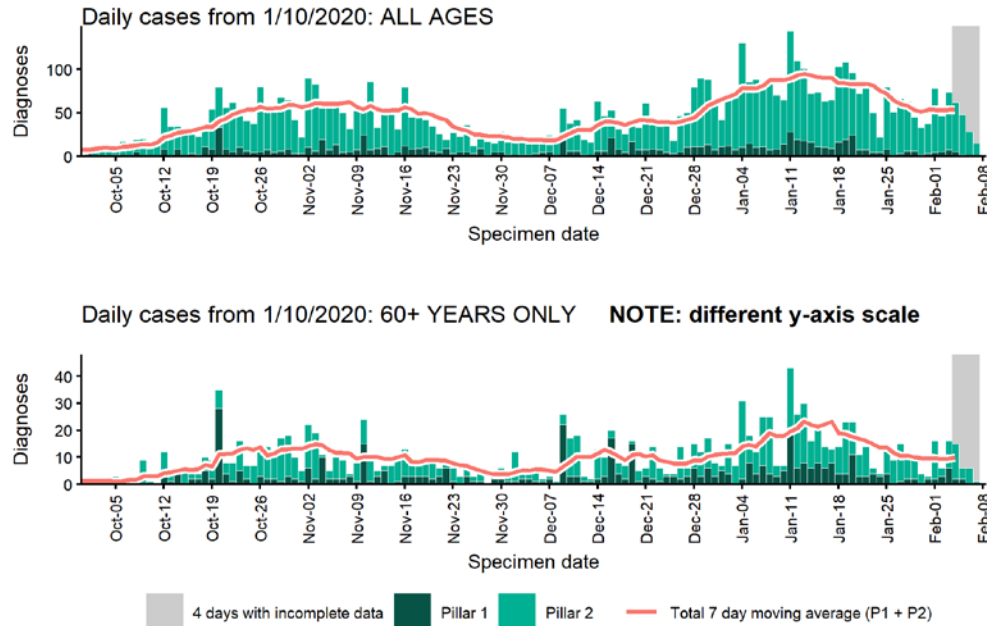 Daily cases from 1/10/2020: ALL AGES
Diagnoses
100
50
0
Oct-05
Oct-12
Oct-19
Oct-26
Nov-02
Nov-09
Nov-16
Nov-23
Nov-30
Dec-07
Dec-14
Dec-21
Dec-28
Jan-04
Jan-11
Jan-18
Jan-25
Feb-01
Feb-08
Specimen date
Daily cases from 1/10/2020: 60+ YEARS ONLY NOTE: different y-axis scale
Diagnoses
40
30
20
10
0
Oct-05
Oct-12
Oct-19
Oct-26
Nov-02
Nov-09
Nov-16
Nov-23
Nov-30
Dec-07
Dec-14
Dec-21
Dec-28
Jan-04
Jan-11
Jan-18
Jan-25
Feb-01
Feb-08
Specimen date
4 days with incomplete data Pillar 1 Pillar 2 Total 7 day moving average (P1 + P2)